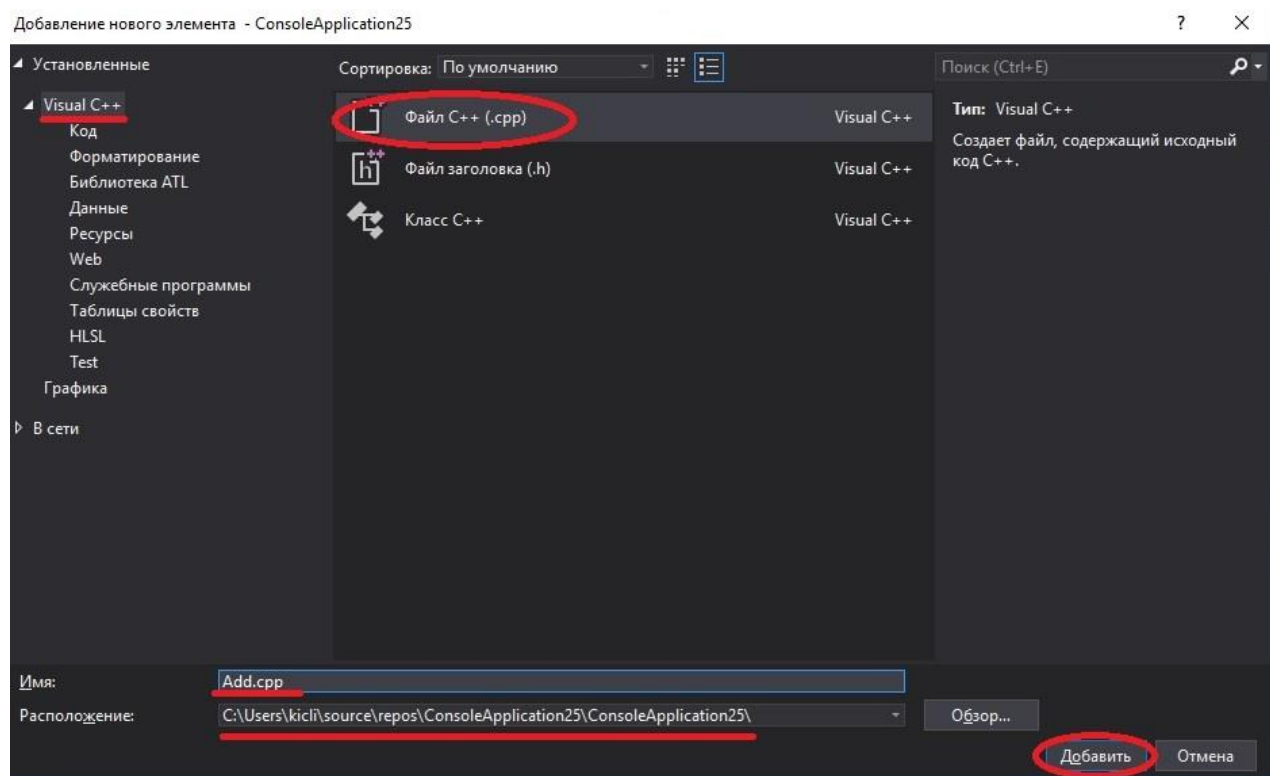 Добавление нового элемента - ConsoleApplication25
? ×
Установленные
Visual C++
Код
Форматирование
Библиотека ATL
Данные
Ресурсы
Web
Служебные программы
Таблицы свойств
HLSL
Test
Графика
В сети
Сортировка: По умолчанию
Файл C++ (.cpp) Visual C++
Файл заголовка (.h) Visual C++
Класс C++ Visual C++
Поиск (Ctrl+E)
Тип: Visual C++
Создает файл, содержащий исходный
код C++.
Имя: Add.cpp
Расположение: C:\Users\kicli\source\repos\ConsoleApplication25\ConsoleApplication25\
Обзор...
Добавить Отмена